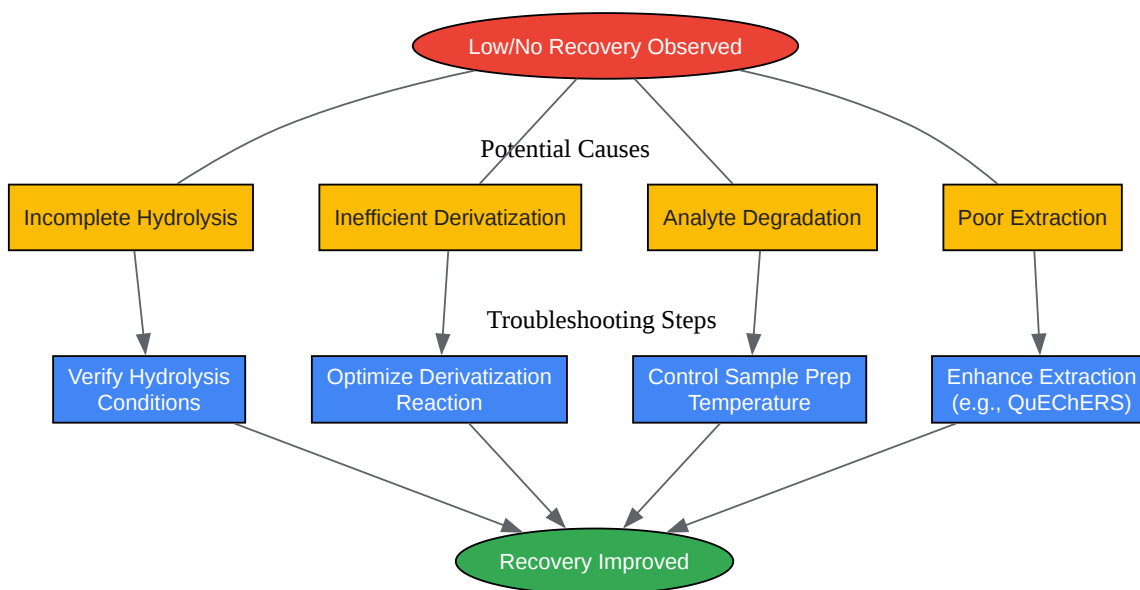 Low/No Recovery Observed
Potential Causes
Incomplete Hydrolysis
Inefficient Derivatization
Analyte Degradation
Poor Extraction
Troubleshooting Steps
Verify Hydrolysis
Conditions
Optimize Derivatization
Reaction
Control Sample Prep
Temperature
Enhance Extraction
(e.g., QuEChERS)
Recovery Improved